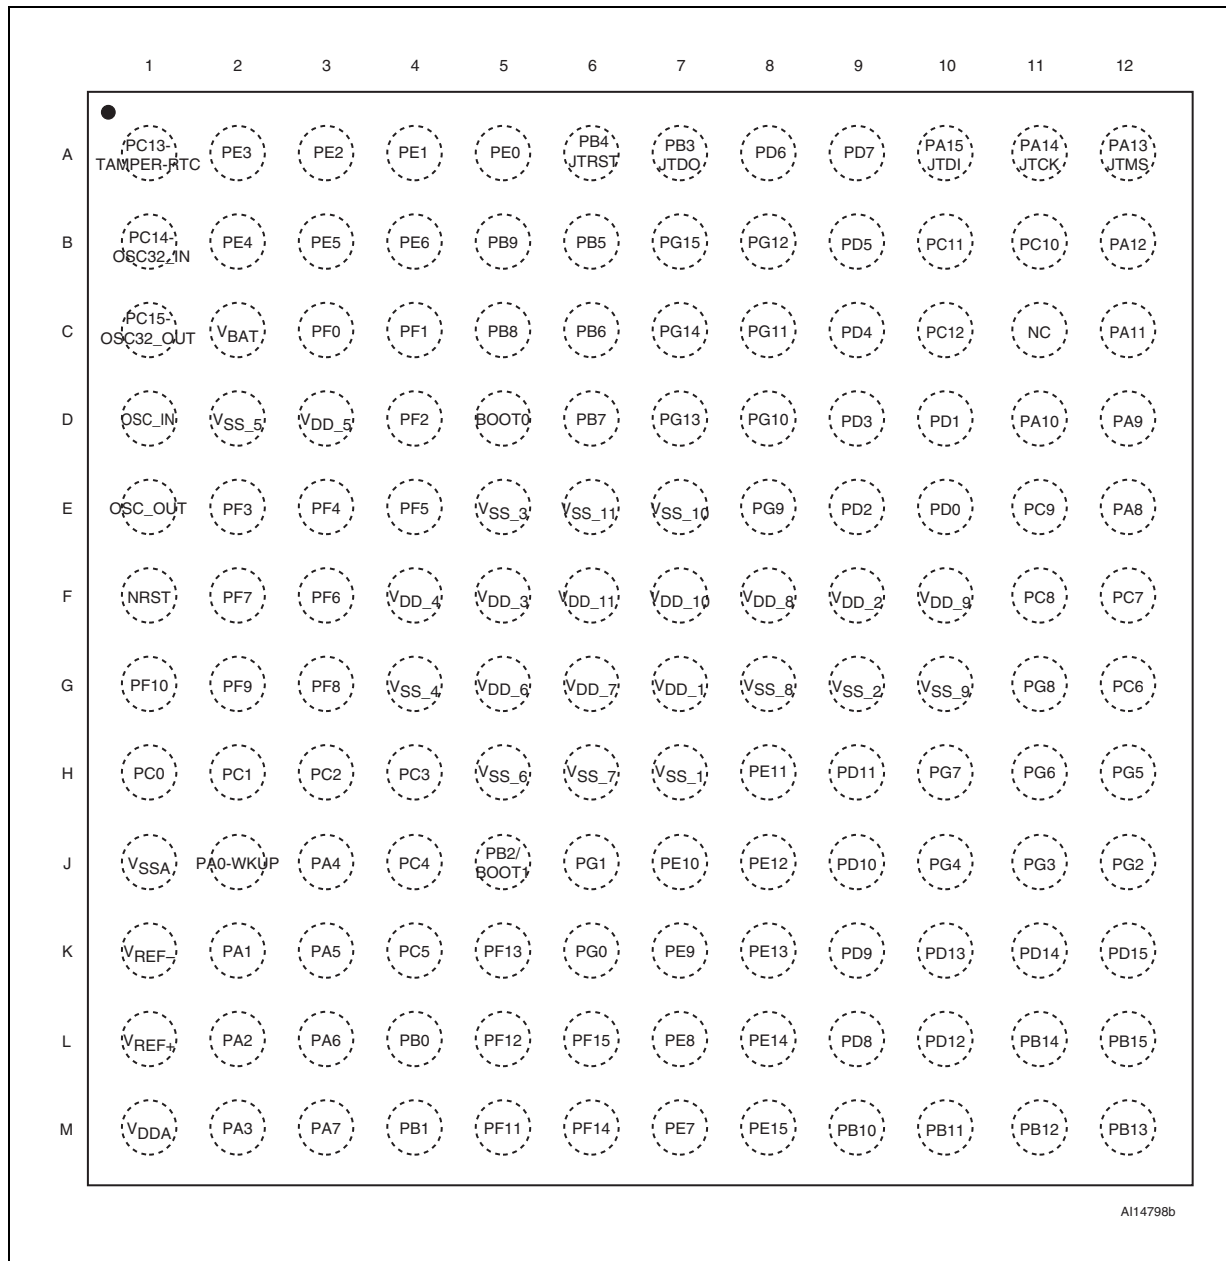 1 2 3 4 5 6 7 8 9 10 11 12
A PC13-TAMPER-RTC PE3 PE2 PE1 PE0 PB4 JTRST PB3 JTDO PD6 PD7 PA15 JTDI PA14 JTCK PA13 JTMS
B PC14-OSC32_IN PE4 PE5 PE6 PB9 PB5 PG15 PG12 PD5 PC11 PC10 PA12
C PC15-OSC32_OUT VBAT PF0 PF1 PB8 PB6 PG14 PG11 PD4 PC12 NC PA11
D OSC_IN VSS_5 VDD_5 PF2 BOOT0 PB7 PG13 PG10 PD3 PD1 PA10 PA9
E OSC_OUT PF3 PF4 PF5 VSS_3 VSS_11 VSS_10 PG9 PD2 PD0 PC9 PA8
F NRST PF7 PF6 VDD_4 VDD_3 VDD_11 VDD_10 VDD_8 VDD_2 VDD_9 PC8 PC7
G PF10 PF9 PF8 VSS_4 VDD_6 VDD_7 VDD_1 VSS_8 VSS_2 VSS_9 PG8 PC6
H PC0 PC1 PC2 PC3 VSS_6 VSS_7 VSS_1 PE11 PD11 PG7 PG6 PG5
J VSSA PA0-WKUP PA4 PC4 PB2/BOOT1 PG1 PE10 PE12 PD10 PG4 PG3 PG2
K VREF– PA1 PA5 PC5 PF13 PG0 PE9 PE13 PD9 PD13 PD14 PD15
L VREF+ PA2 PA6 PB0 PF12 PF15 PE8 PE14 PD8 PD12 PB14 PB15
M VDDA PA3 PA7 PB1 PF11 PF14 PE7 PE15 PB10 PB11 PB12 PB13
AI14798b